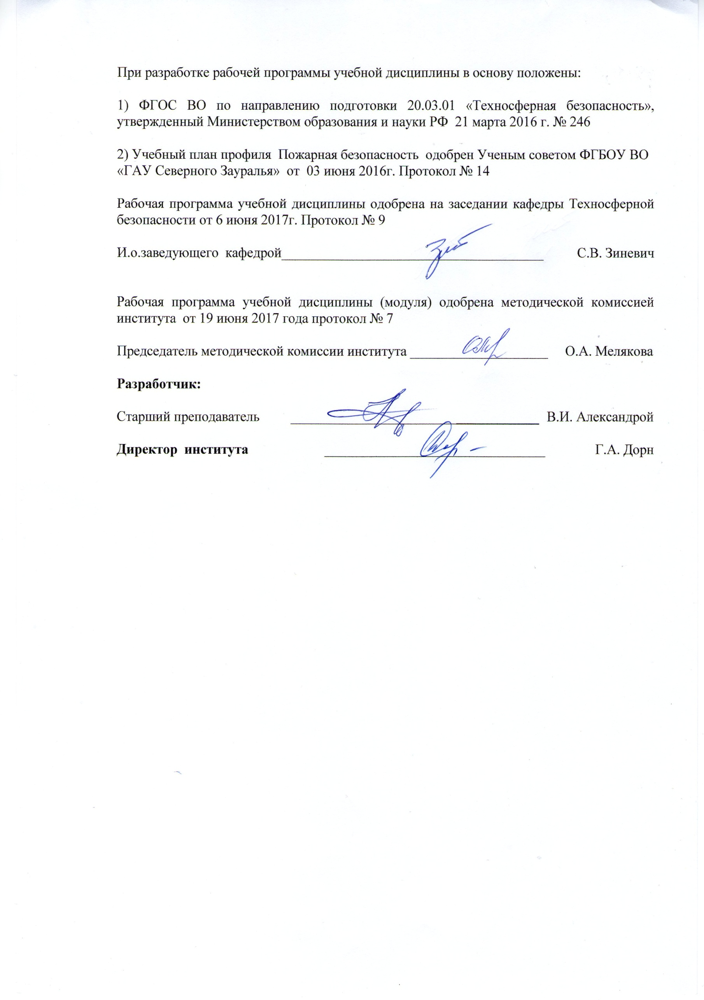 При разработке рабочей программы учебной дисциплины в основу положены:
1) ФГОС ВО по направлению подготовки 20.03.01 «Техносферная безопасность»,
утвержденный Министерством образования и науки РФ 21 марта 2016 г. № 246
2) Учебный план профиля Пожарная безопасность одобрен Ученым советом ФГБОУ ВО
«ГАУ Северного Зауралья» от 03 июня 2016г. Протокол № 14
Рабочая программа учебной дисциплины одобрена на заседании кафедры Техносферной
безопасности от 6 июня 2017г. Протокол № 9
И.о.заведующего кафедрой С.В. Зиневич
Рабочая программа учебной дисциплины (модуля) одобрена методической комиссией
института от 19 июня 2017 года протокол № 7
Председатель методической комиссии института О.А. Мелякова
Разработчик:
Старший преподаватель В.И. Александрой
Директор института Г.А. Дорн